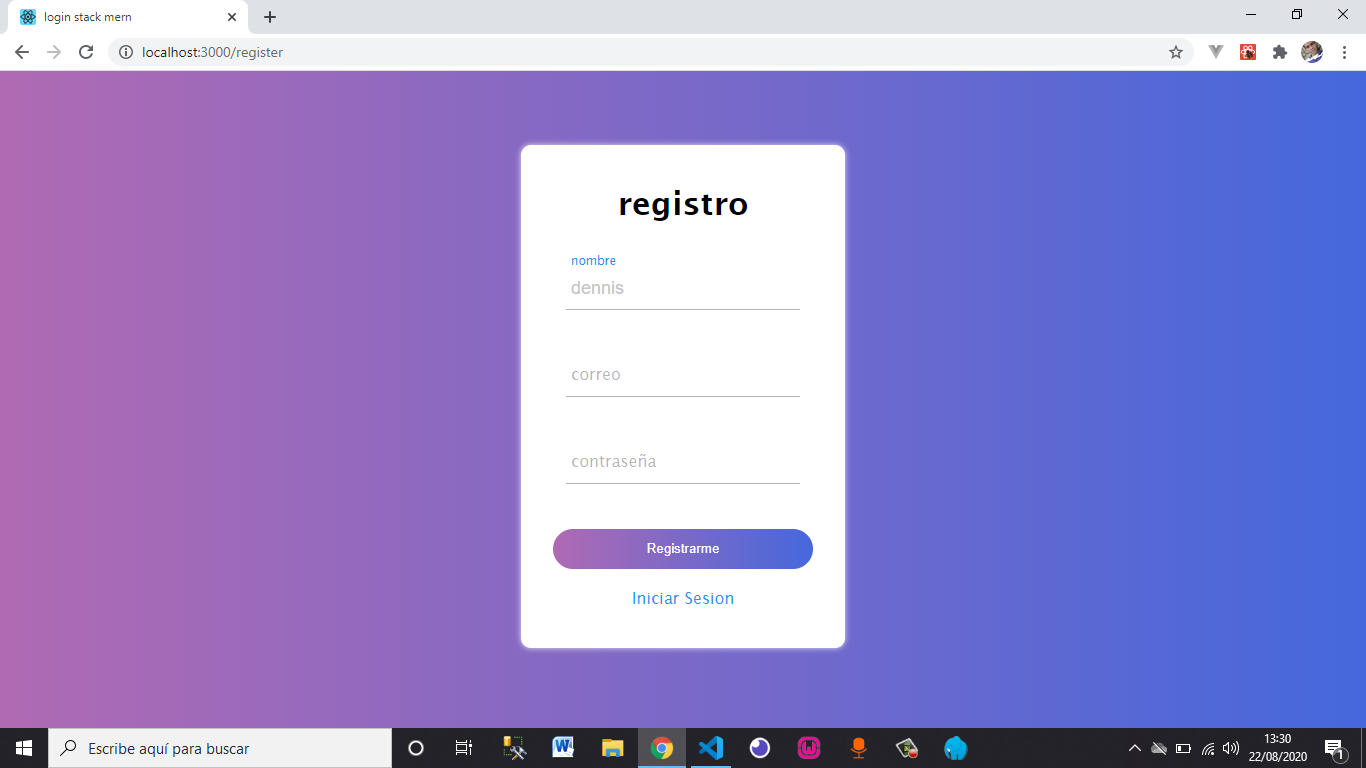 login stack mern
localhost:3000/register
registro
nombre
dennis
correo
contraseña
Registrarme
Iniciar Sesion
Escribe aquí para buscar
13:30
22/08/2020
1